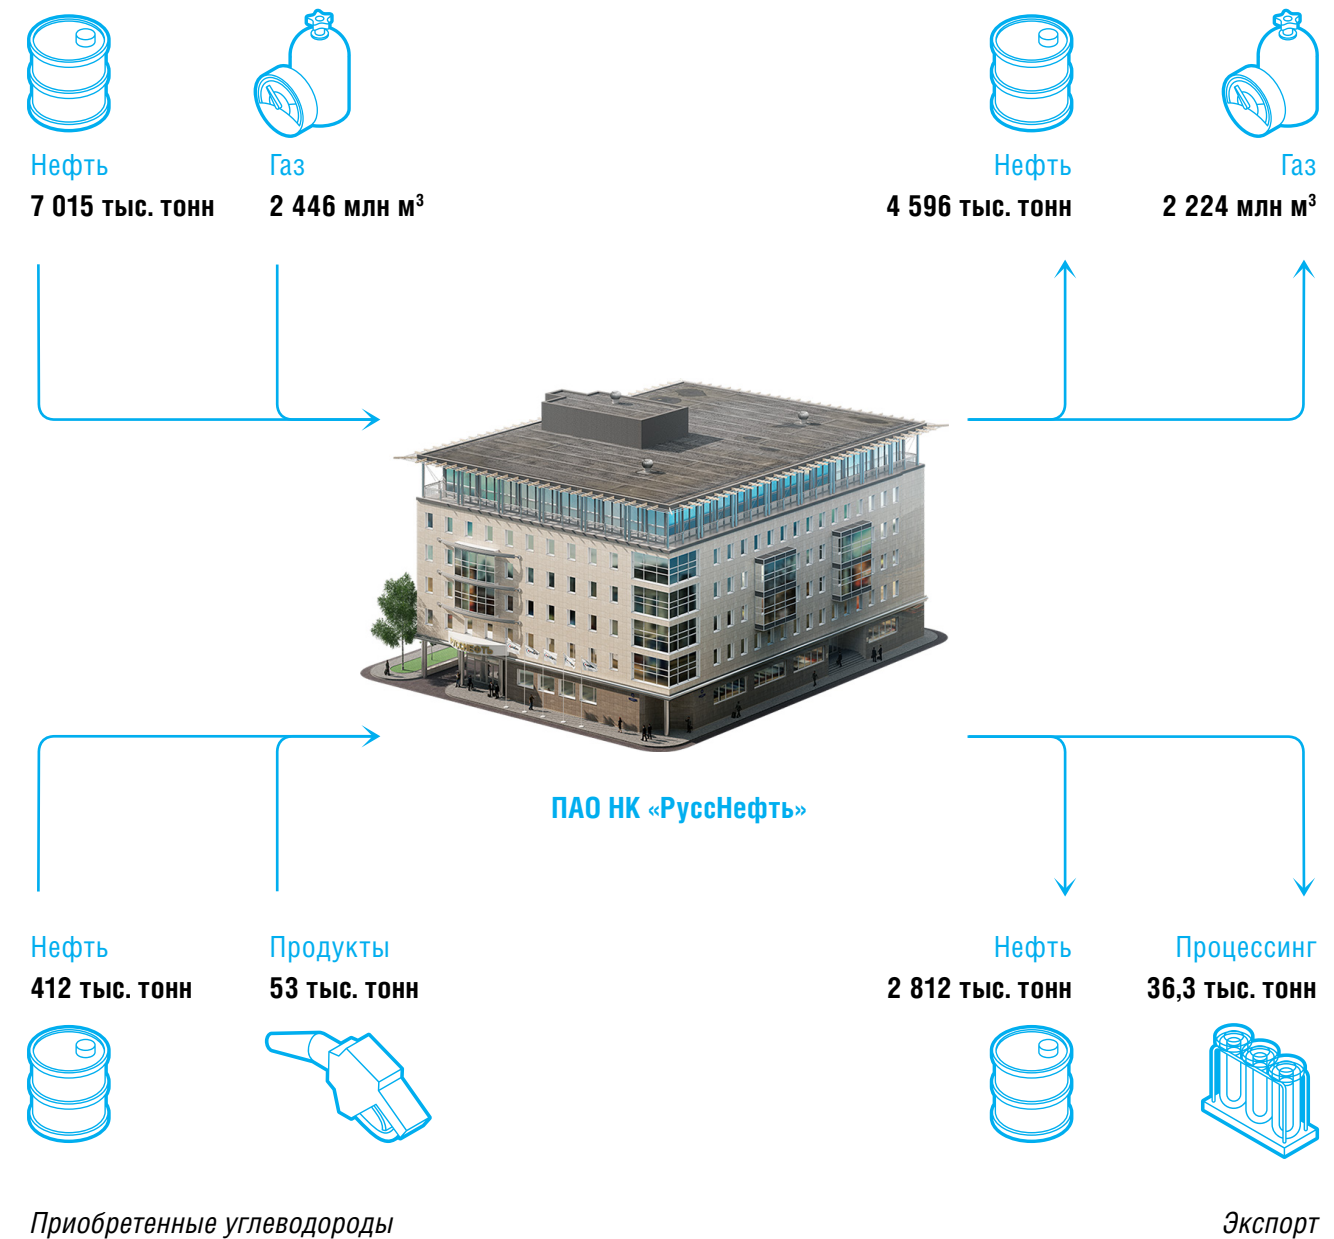 Нефть
7 015 тыс. тонн
Газ
2 446 млн м³
Нефть
4 596 тыс. тонн
Газ
2 224 млн м³
ПАО НК «РуссНефть»
Нефть
412 тыс. тонн
Продукты
53 тыс. тонн
Нефть
2 812 тыс. тонн
Процессинг
36,3 тыс. тонн
Приобретенные углеводороды
Экспорт